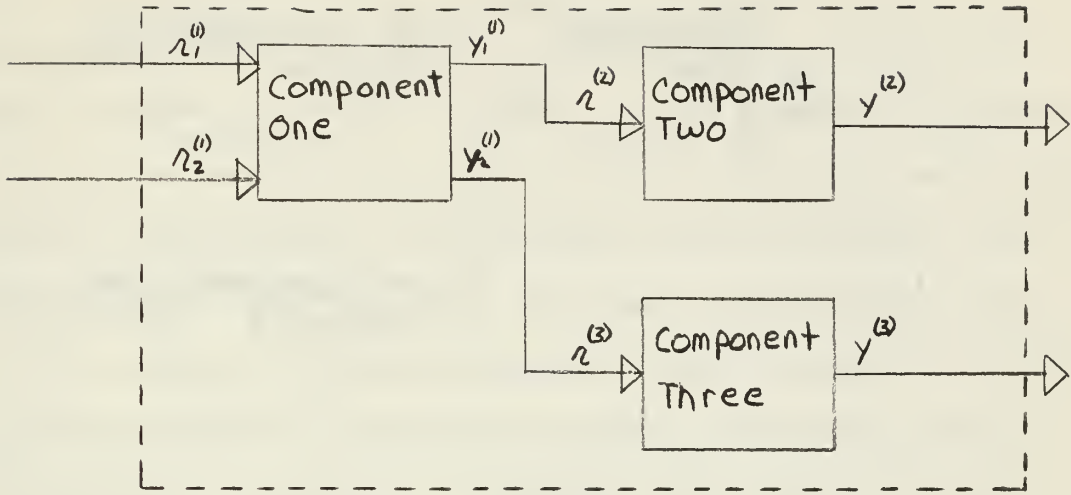 r₁⁽¹⁾
y₁⁽¹⁾
Component
One
r₂⁽¹⁾
y₂⁽¹⁾
r⁽²⁾
Component
Two
y⁽²⁾
r⁽³⁾
Component
Three
y⁽³⁾